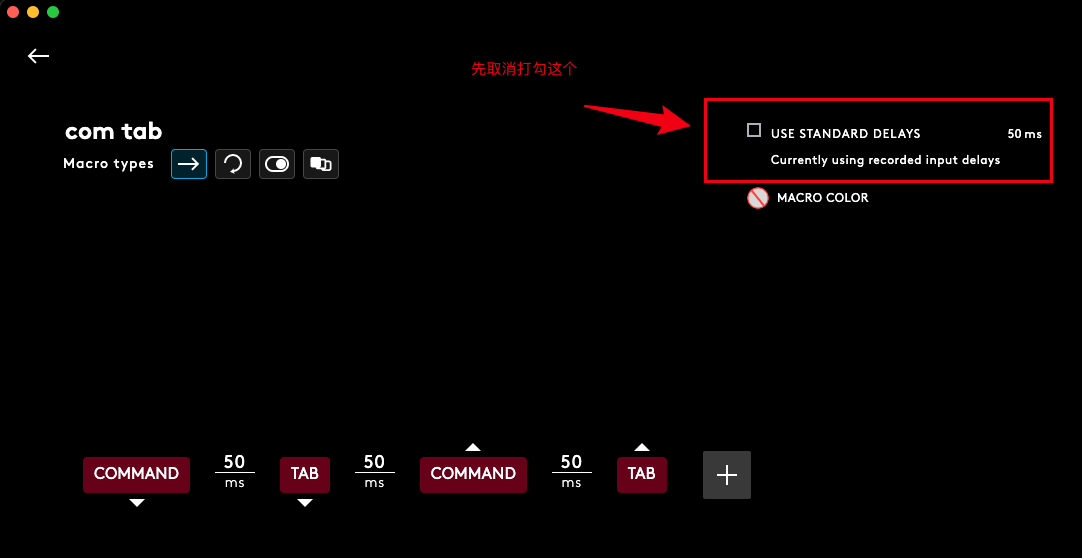 先取消打勾这个
com tab
Macro types
USE STANDARD DELAYS 50 ms
Currently using recorded input delays
MACRO COLOR
COMMAND 50 ms TAB 50 ms COMMAND 50 ms TAB